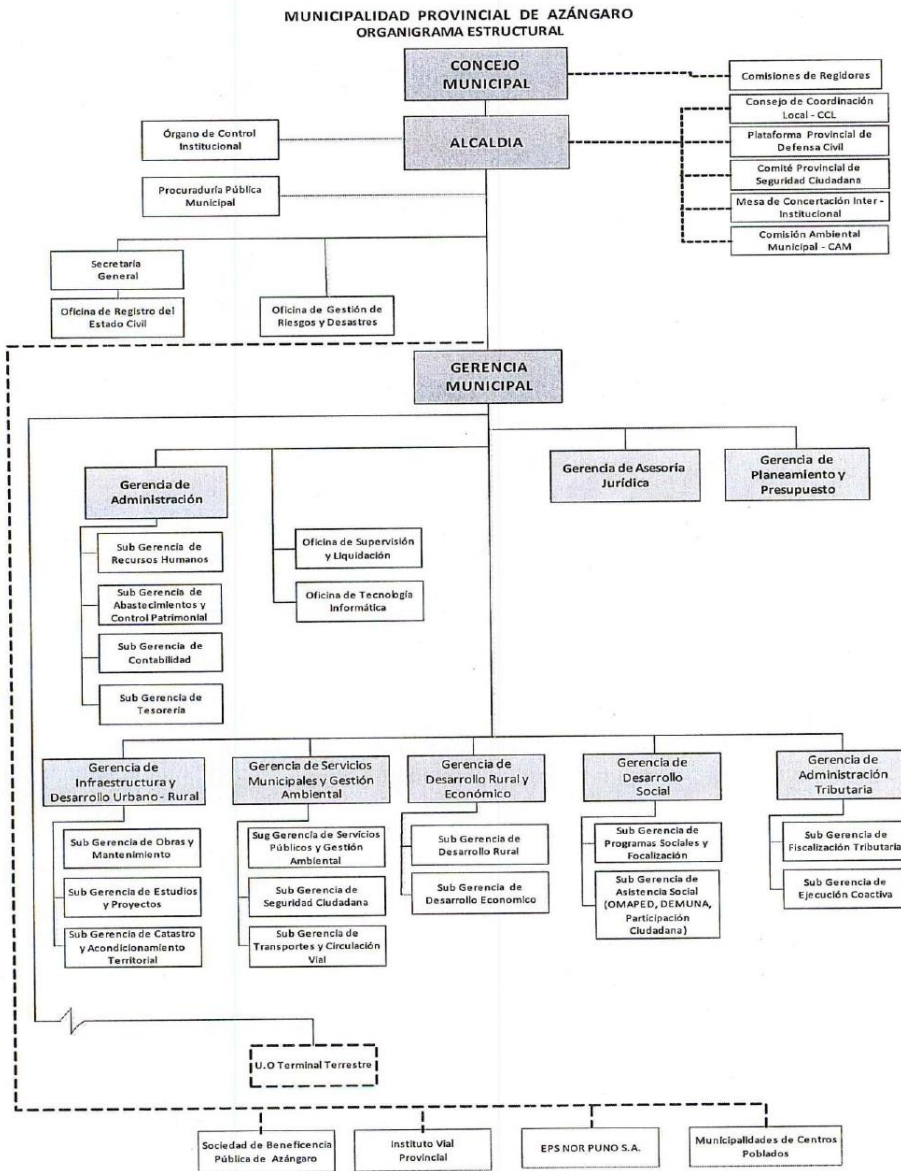 MUNICIPALIDAD PROVINCIAL DE AZÁNGARO
ORGANIGRAMA ESTRUCTURAL
CONCEJO
MUNICIPAL
Comisiones de Regidores
Consejo de Coordinación
Local - CCL
Órgano de Control
Institucional
ALCALDIA
Plataforma Provincial de
Defensa Civil
Comité Provincial de
Seguridad Ciudadana
Procuraduría Pública
Municipal
Mesa de Concertación Inter -
Institucional
Comisión Ambiental
Municipal - CAM
Secretaría
General
Oficina de Registro del
Estado Civil
Oficina de Gestión de
Riesgos y Desastres
GERENCIA
MUNICIPAL
Gerencia de
Administración
Gerencia de Asesoría
Jurídica
Gerencia de
Planeamiento y
Presupuesto
Sub Gerencia de
Recursos Humanos
Sub Gerencia de
Abastecimientos y
Control Patrimonial
Sub Gerencia de
Contabilidad
Sub Gerencia de
Tesorería
Oficina de Supervisión
y Liquidación
Oficina de Tecnología
Informática
Gerencia de
Infraestructura y
Desarrollo Urbano - Rural
Sub Gerencia de Obras y
Mantenimiento
Sub Gerencia de Estudios
y Proyectos
Sub Gerencia de Catastro
y Acondicionamiento
Territorial
Gerencia de Servicios
Municipales y Gestión
Ambiental
Sug Gerencia de Servicios
Públicos y Gestión
Ambiental
Sub Gerencia de
Seguridad Ciudadana
Sub Gerencia de
Transportes y Circulación
Vial
Gerencia de
Desarrollo Rural y
Económico
Sub Gerencia de
Desarrollo Rural
Sub Gerencia de
Desarrollo Economico
Gerencia de
Desarrollo
Social
Sub Gerencia de
Programas Sociales y
Focalización
Sub Gerencia de
Asistencia Social
(OMAPED, DEMUNA,
Participación
Ciudadana)
Gerencia de
Administración
Tributaria
Sub Gerencia de
Fiscalización Tributaria
Sub Gerencia de
Ejecución Coactiva
U.O Terminal Terrestre
Sociedad de Beneficencia
Pública de Azángaro
Instituto Vial
Provincial
EPS NOR PUNO S.A.
Municipalidades de Centros
Poblados